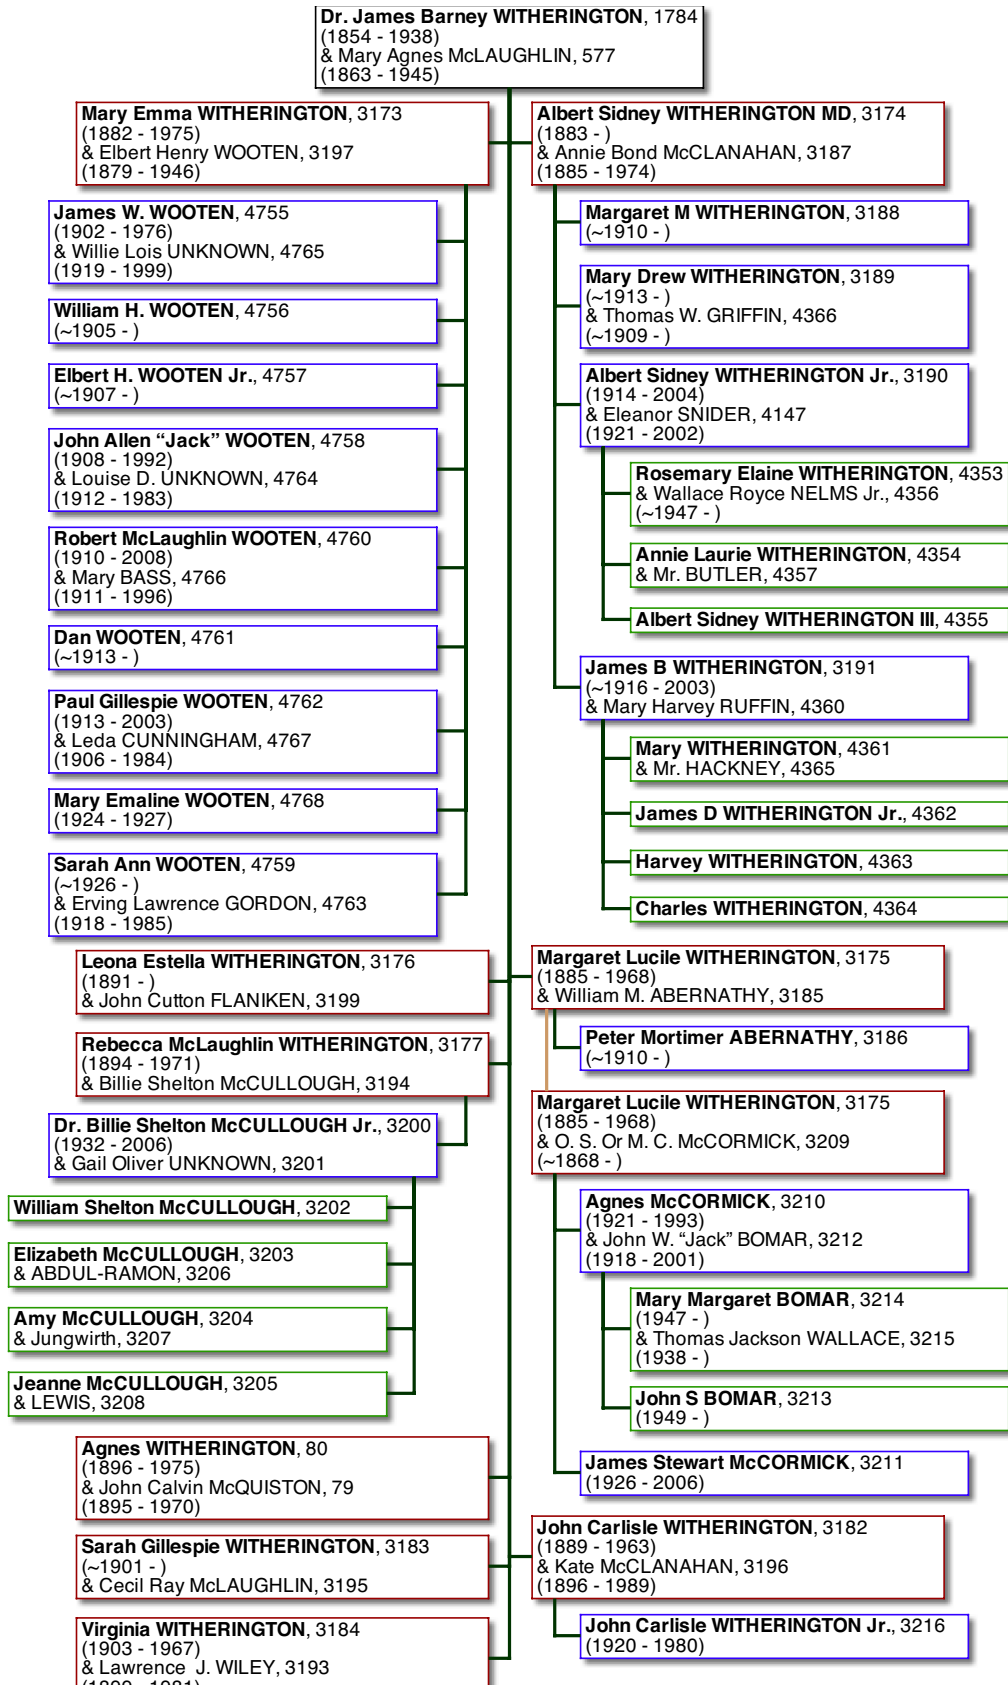 Dr. James Barney WITHERINGTON, 1784
(1854 - 1938)
& Mary Agnes McLAUGHLIN, 577
(1863 - 1945)
Mary Emma WITHERINGTON, 3173
(1882 - 1975)
& Elbert Henry WOOTEN, 3197
(1879 - 1946)
James W. WOOTEN, 4755
(1902 - 1976)
& Willie Lois UNKNOWN, 4765
(1919 - 1999)
William H. WOOTEN, 4756
(~1905 - )
Elbert H. WOOTEN Jr., 4757
(~1907 - )
John Allen “Jack” WOOTEN, 4758
(1908 - 1992)
& Louise D. UNKNOWN, 4764
(1912 - 1983)
Robert McLaughlin WOOTEN, 4760
(1910 - 2008)
& Mary BASS, 4766
(1911 - 1996)
Dan WOOTEN, 4761
(~1913 - )
Paul Gillespie WOOTEN, 4762
(1913 - 2003)
& Leda CUNNINGHAM, 4767
(1906 - 1984)
Mary Emaline WOOTEN, 4768
(1924 - 1927)
Sarah Ann WOOTEN, 4759
(~1926 - )
& Erving Lawrence GORDON, 4763
(1918 - 1985)
Leona Estella WITHERINGTON, 3176
(1891 - )
& John Cutton FLANIKEN, 3199
Rebecca McLaughlin WITHERINGTON, 3177
(1894 - 1971)
& Billie Shelton McCULLOUGH, 3194
Dr. Billie Shelton McCULLOUGH Jr., 3200
(1932 - 2006)
& Gail Oliver UNKNOWN, 3201
William Shelton McCULLOUGH, 3202
Elizabeth McCULLOUGH, 3203
& ABDUL-RAMON, 3206
Amy McCULLOUGH, 3204
& Jungwirth, 3207
Jeanne McCULLOUGH, 3205
& LEWIS, 3208
Agnes WITHERINGTON, 80
(1896 - 1975)
& John Calvin McQUISTON, 79
(1895 - 1970)
Sarah Gillespie WITHERINGTON, 3183
(~1901 - )
& Cecil Ray McLAUGHLIN, 3195
Virginia WITHERINGTON, 3184
(1903 - 1967)
& Lawrence J. WILEY, 3193
Albert Sidney WITHERINGTON MD, 3174
(1883 - )
& Annie Bond McCLANAHAN, 3187
(1885 - 1974)
Margaret M WITHERINGTON, 3188
(~1910 - )
Mary Drew WITHERINGTON, 3189
(~1913 - )
& Thomas W. GRIFFIN, 4366
(~1909 - )
Albert Sidney WITHERINGTON Jr., 3190
(1914 - 2004)
& Eleanor SNIDER, 4147
(1921 - 2002)
Rosemary Elaine WITHERINGTON, 4353
& Wallace Royce NELMS Jr., 4356
(~1947 - )
Annie Laurie WITHERINGTON, 4354
& Mr. BUTLER, 4357
Albert Sidney WITHERINGTON III, 4355
James B WITHERINGTON, 3191
(~1916 - 2003)
& Mary Harvey RUFFIN, 4360
Mary WITHERINGTON, 4361
& Mr. HACKNEY, 4365
James D WITHERINGTON Jr., 4362
Harvey WITHERINGTON, 4363
Charles WITHERINGTON, 4364
Margaret Lucile WITHERINGTON, 3175
(1885 - 1968)
& William M. ABERNATHY, 3185
Peter Mortimer ABERNATHY, 3186
(~1910 - )
Margaret Lucile WITHERINGTON, 3175
(1885 - 1968)
& O. S. Or M. C. McCORMICK, 3209
(~1868 - )
Agnes McCORMICK, 3210
(1921 - 1993)
& John W. “Jack” BOMAR, 3212
(1918 - 2001)
Mary Margaret BOMAR, 3214
(1947 - )
& Thomas Jackson WALLACE, 3215
(1938 - )
John S BOMAR, 3213
(1949 - )
James Stewart McCORMICK, 3211
(1926 - 2006)
John Carlisle WITHERINGTON, 3182
(1889 - 1963)
& Kate McCLANAHAN, 3196
(1896 - 1989)
John Carlisle WITHERINGTON Jr., 3216
(1920 - 1980)